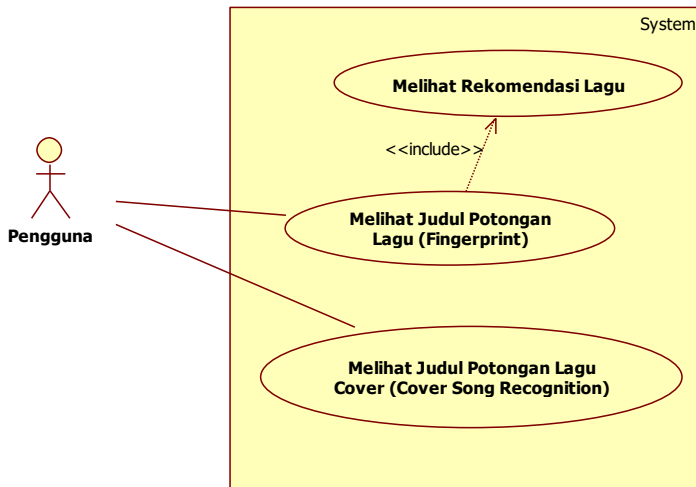 System
Melihat Rekomendasi Lagu
<<include>>
Pengguna
Melihat Judul Potongan
Lagu (Fingerprint)
Melihat Judul Potongan Lagu
Cover (Cover Song Recognition)